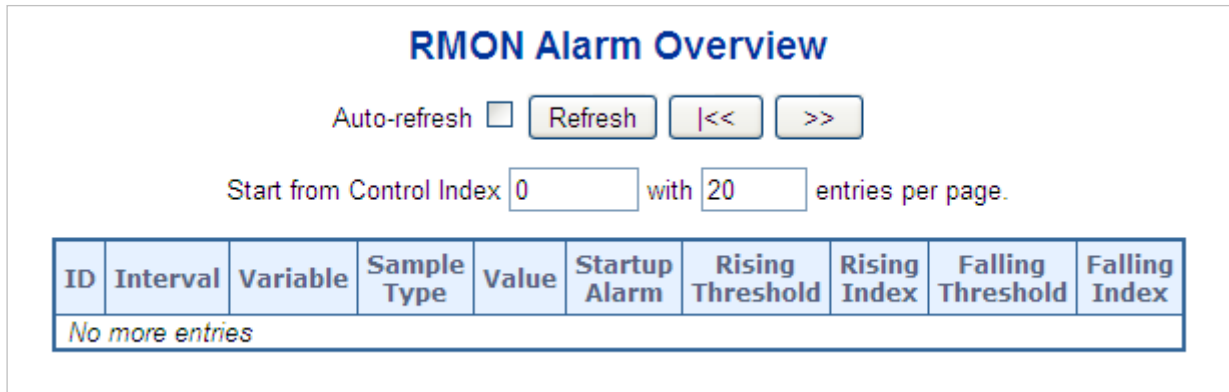 RMON Alarm Overview
Auto-refresh Refresh |<< >>
Start from Control Index 0 with 20 entries per page.
ID Interval Variable Sample Type Value Startup Alarm Rising Threshold Rising Index Falling Threshold Falling Index
No more entries